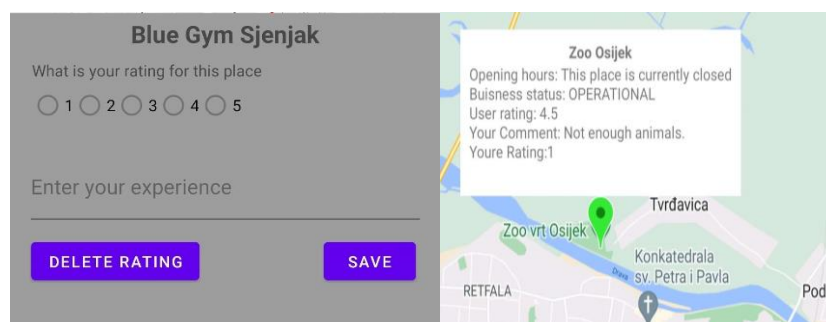 Blue Gym Sjenjak
What is your rating for this place
1 2 3 4 5
Enter your experience
DELETE RATING
SAVE
Zoo Osijek
Opening hours: This place is currently closed
Buisness status: OPERATIONAL
User rating: 4.5
Your Comment: Not enough animals.
Youre Rating:1
Tvrđavica
Zoo vrt Osijek
Konkatedrala
Drava
sv. Petra i Pavla
RETFALA
Pod